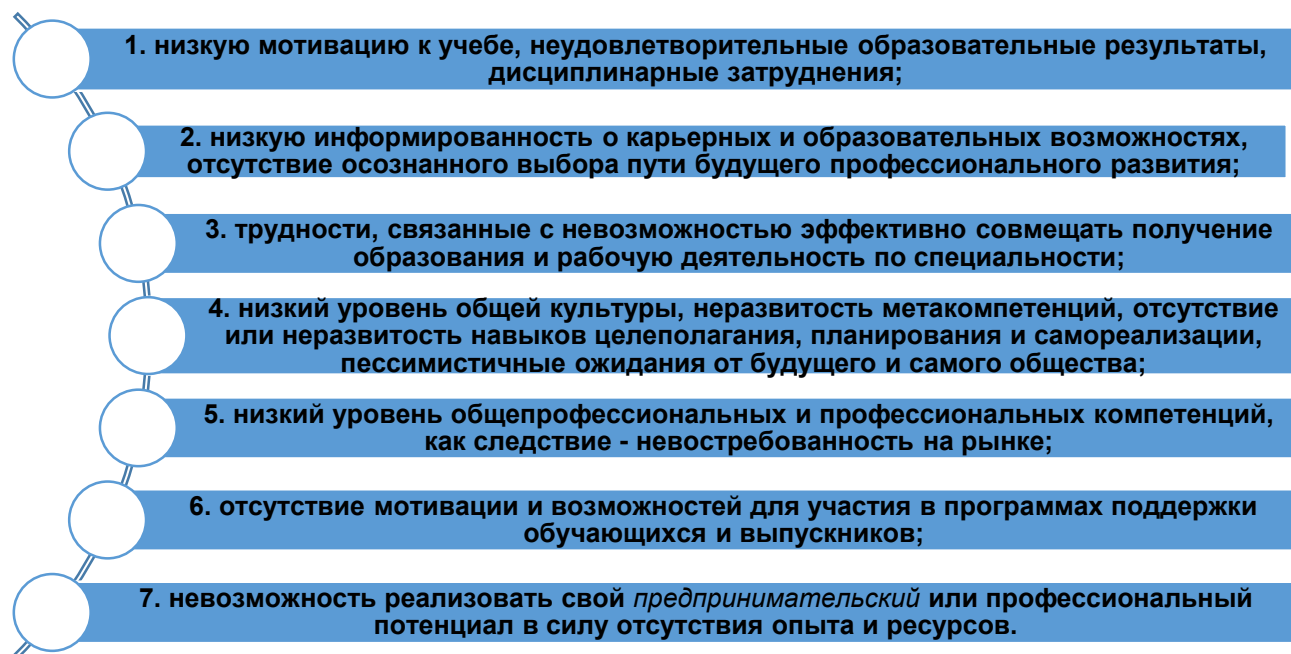 1. низкую мотивацию к учебе, неудовлетворительные образовательные результаты,
дисциплинарные затруднения;
2. низкую информированность о карьерных и образовательных возможностях,
отсутствие осознанного выбора пути будущего профессионального развития;
3. трудности, связанные с невозможностью эффективно совмещать получение
образования и рабочую деятельность по специальности;
4. низкий уровень общей культуры, неразвитость метакомпетенций, отсутствие
или неразвитость навыков целеполагания, планирования и самореализации,
пессимистичные ожидания от будущего и самого общества;
5. низкий уровень общепрофессиональных и профессиональных компетенций,
как следствие - невостребованность на рынке;
6. отсутствие мотивации и возможностей для участия в программах поддержки
обучающихся и выпускников;
7. невозможность реализовать свой предпринимательский или профессиональный
потенциал в силу отсутствия опыта и ресурсов.